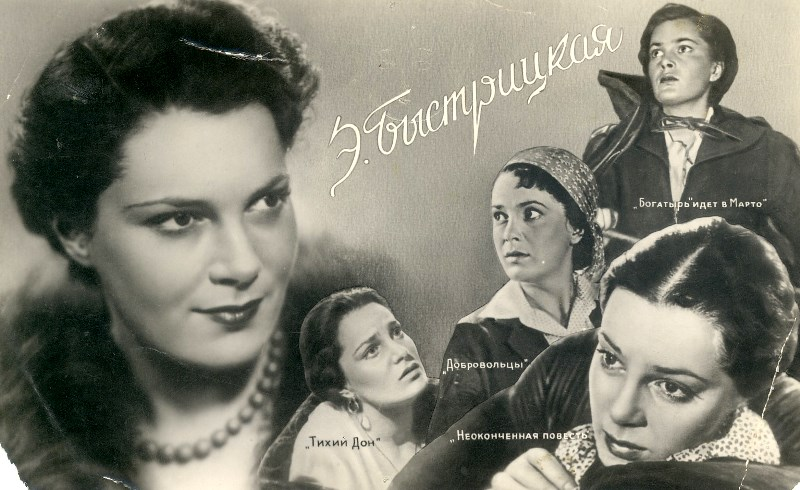 Э. Быстрицкая
„Богатырь" идет в Марто"
„Добровольцы"
„Тихий Дон"
„Неоконченная повесть"